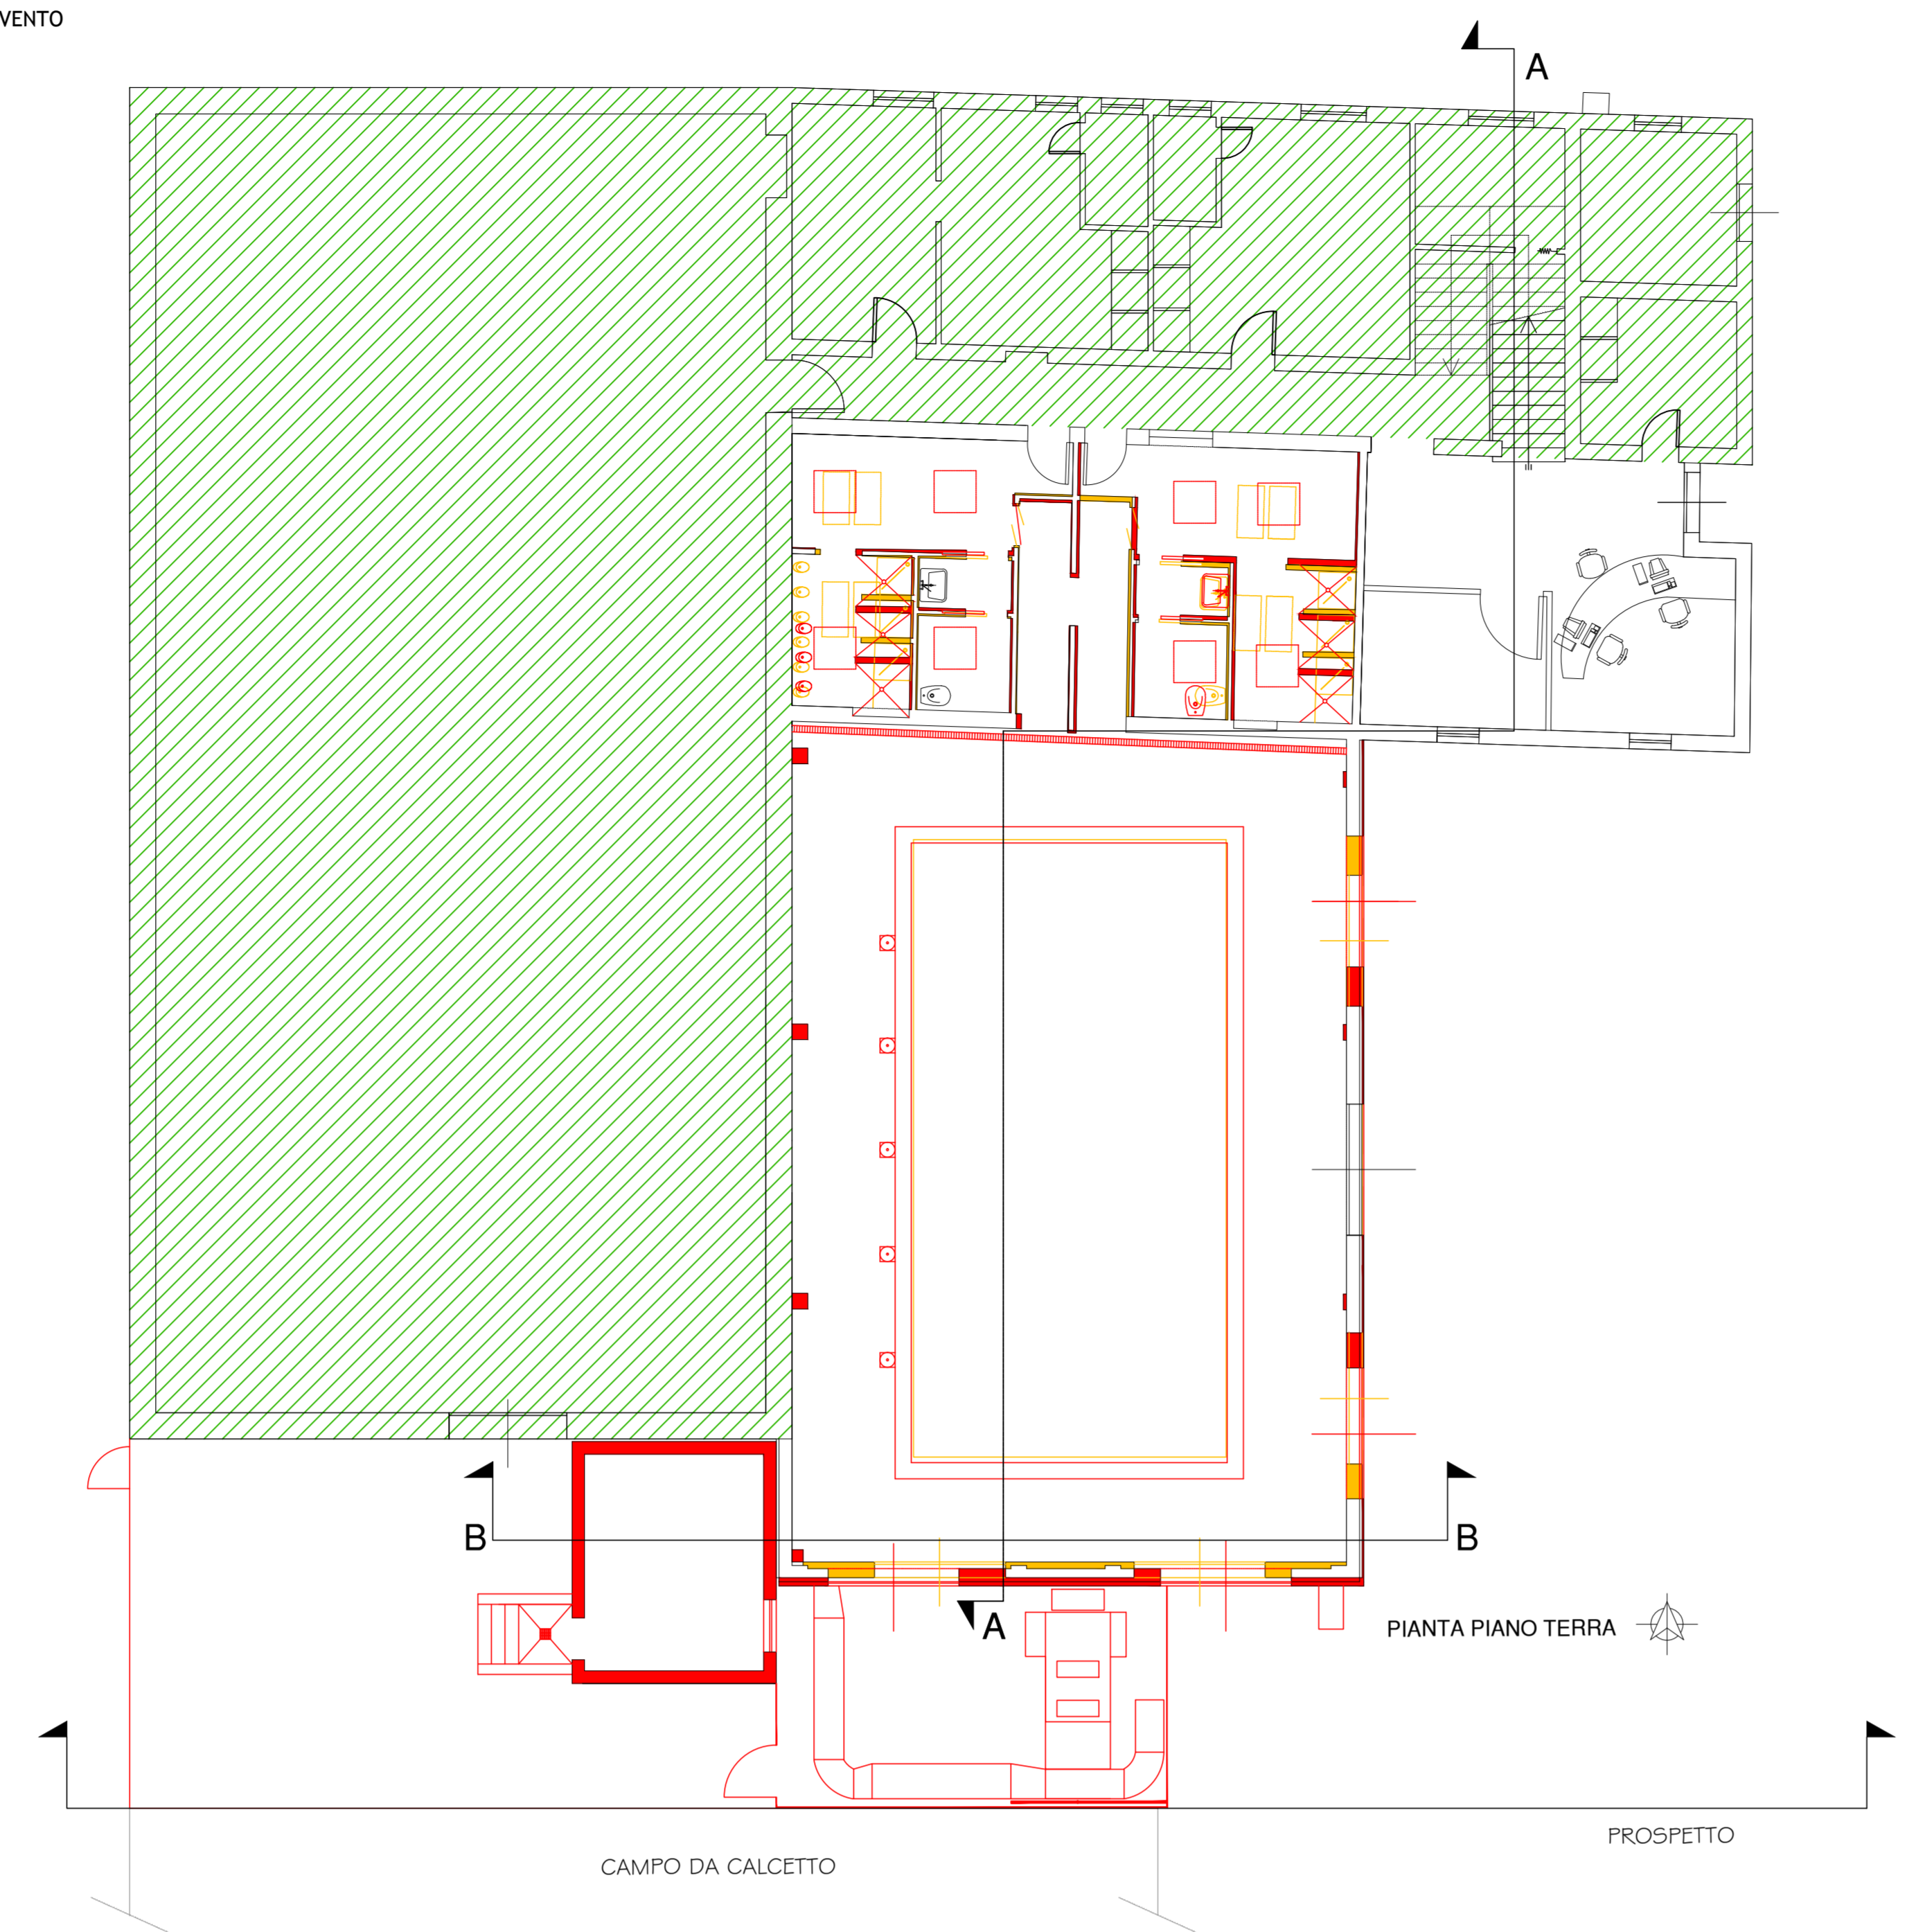 VENTO
A
B
B
A
PIANTA PIANO TERRA
PROSPETTO
CAMPO DA CALCETTO